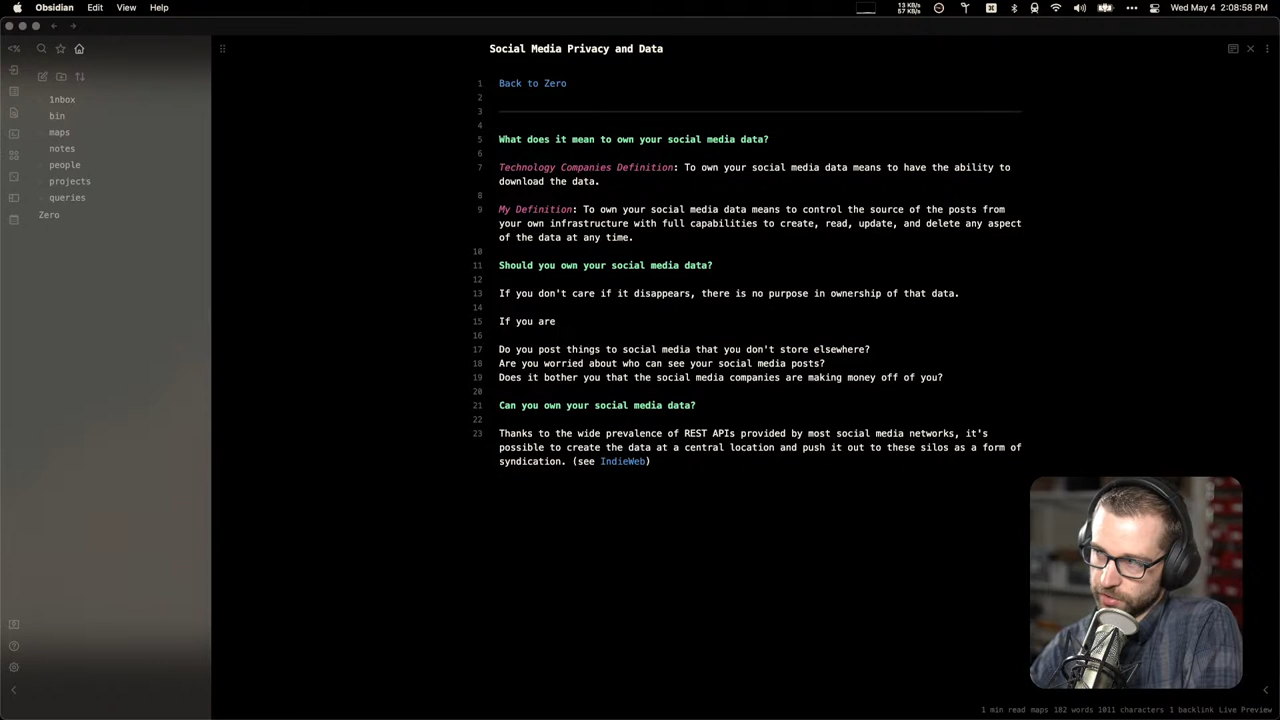 Obsidian Edit View Help
13 KB/s
57 KB/s
Wed May 4 2:08:58 PM
Social Media Privacy and Data
1nbox
bin
maps
notes
people
projects
queries
Zero
1 Back to Zero
2
3
4
5 What does it mean to own your social media data?
6
7 Technology Companies Definition: To own your social media data means to have the ability to
download the data.
8
9 My Definition: To own your social media data means to control the source of the posts from
your own infrastructure with full capabilities to create, read, update, and delete any aspect
of the data at any time.
10
11 Should you own your social media data?
12
13 If you don't care if it disappears, there is no purpose in ownership of that data.
14
15 If you are
16
17 Do you post things to social media that you don't store elsewhere?
18 Are you worried about who can see your social media posts?
19 Does it bother you that the social media companies are making money off of you?
20
21 Can you own your social media data?
22
23 Thanks to the wide prevalence of REST APIs provided by most social media networks, it's
possible to create the data at a central location and push it out to these silos as a form of
syndication. (see IndieWeb)
1 min read maps 182 words 1011 characters 1 backlink Live Preview